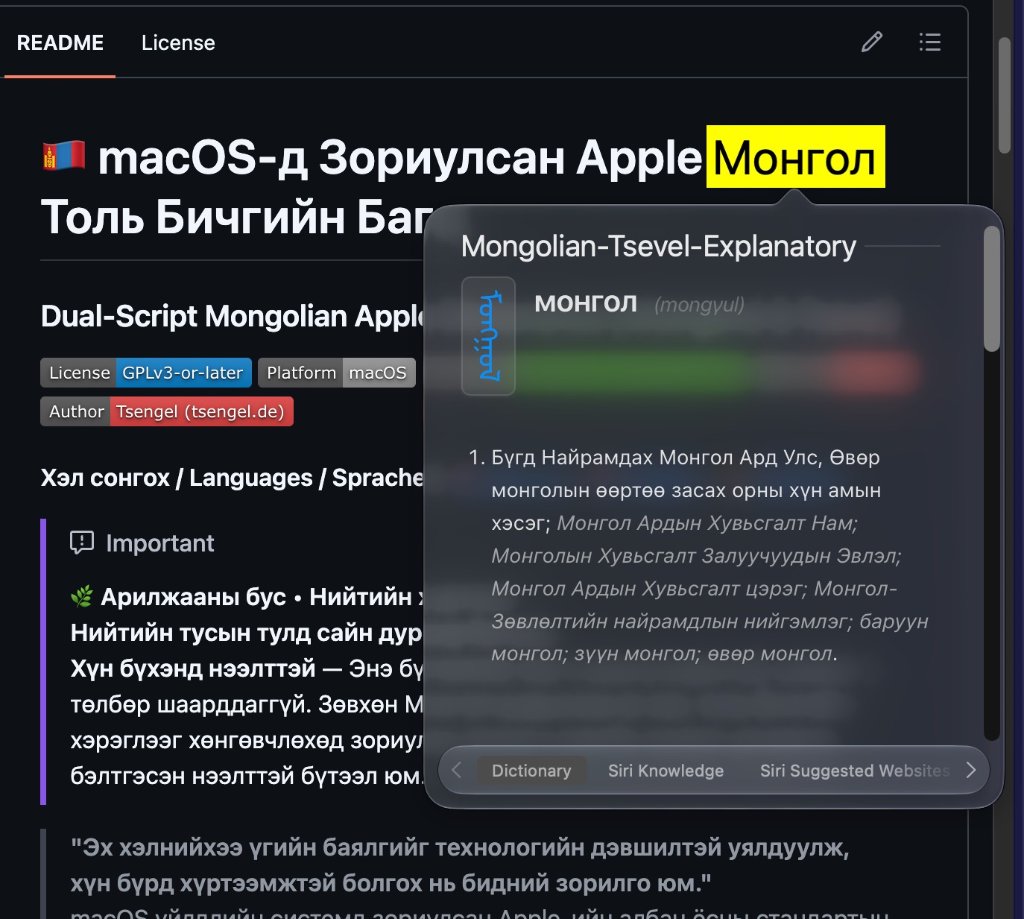 README
License
🇲🇳 macOS-д Зориулсан Apple Монгол
Толь Бичгийн Баг
Dual-Script Mongolian Apple
License GPLv3-or-later
Platform macOS
Author Tsengel (tsengel.de)
Хэл сонгох / Languages / Sprache
Important
🌿 Арилжааны бус • Нийтийн
Нийтийн тусын тулд сайн дур
Хүн бүхэнд нээлттэй — Энэ
төлбөр шаарддаггүй. Зөвхөн
хэрэглээг хөнгөвчлөхөд
бэлтгэсэн нээлттэй бүтээл юм.
"Эх хэлнийхээ үгийн баялгийг технологийн дэвшилтэй уялдуулж,
хүн бүрд хүртээмжтэй болгох нь бидний зорилго юм."
Mongolian-Tsevel-Explanatory
ᠮᠣᠩᠭᠣᠯ
МОНГОЛ (mongγul)
1. Бүгд Найрамдах Монгол Ард Улс, Өвөр
монголын өөртөө засах орны хүн амын
хэсэг; Монгол Ардын Хувьсгалт Нам;
Монголын Хувьсгалт Залуучуудын Эвлэл;
Монгол Ардын Хувьсгалт цэрэг; Монгол-
Зөвлөлтийн найрамдлын нийгэмлэг; баруун
монгол; зүүн монгол; өвөр монгол.
Dictionary
Siri Knowledge
Siri Suggested Websites